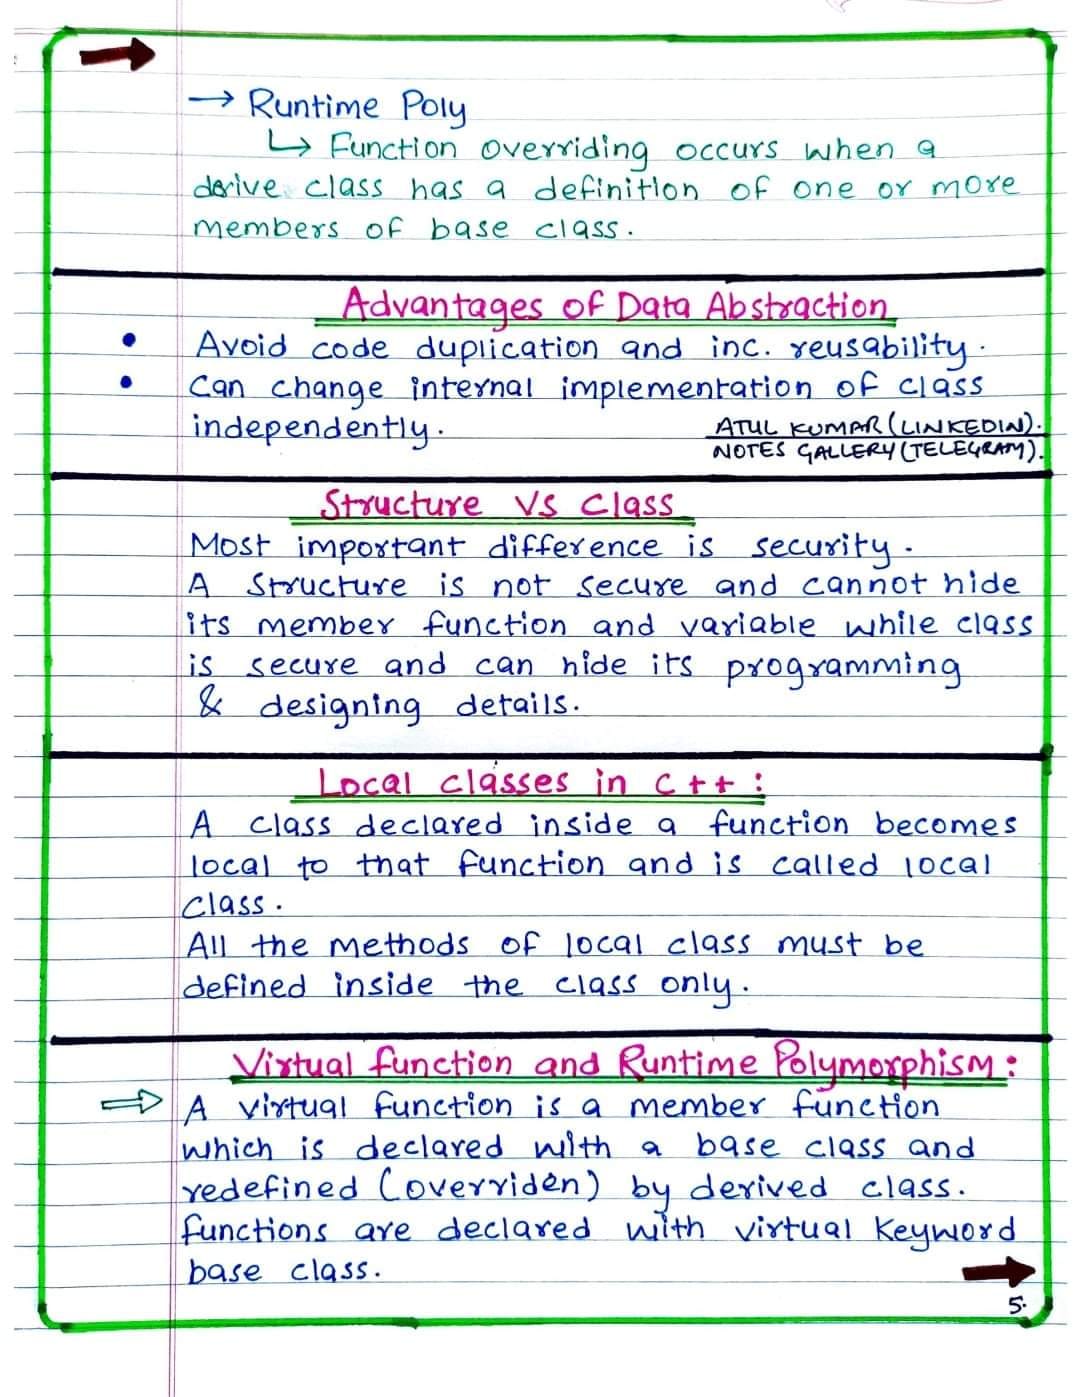 → Runtime Poly
↳ Function overriding occurs when a
derive class has a definition of one or more
members of base class.
Advantages of Data Abstraction
• Avoid code duplication and inc. reusability.
• Can change internal implementation of class
independently.
ATUL KUMAR (LINKEDIN).
NOTES GALLERY (TELEGRAM).
Structure Vs Class
Most important difference is security.
A Structure is not secure and cannot hide
its member function and variable while class
is secure and can hide its programming
& designing details.
Local classes in C++:
A class declared inside a function becomes
local to that function and is called local
class.
All the methods of local class must be
defined inside the class only.
Virtual function and Runtime Polymorphism:
⇒ A virtual function is a member function
which is declared with a base class and
redefined (overriden) by derived class.
functions are declared with virtual Keyword
base class.
5.